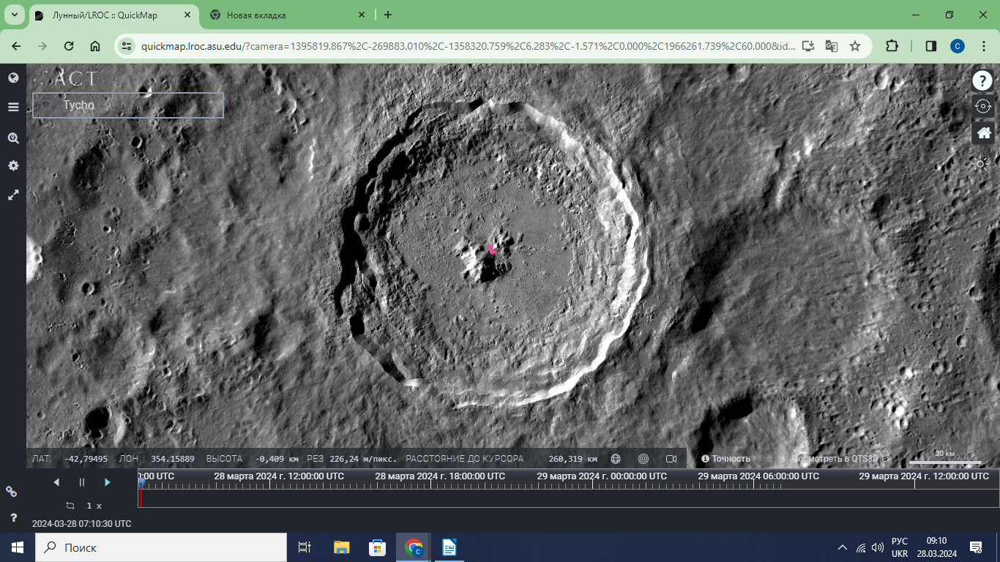 Лунный/LROC :: QuickMap
Новая вкладка
quickmap.lroc.asu.edu/?camera=1395819.867%2C-269883.010%2C-1358320.759%2C6.283%2C-1.571%2C0.000%2C1966261.739%2C60.000&id...
C
ACT
?
Tycho
ЛАТ. -42,79495 ЛОН 354.15889 ВЫСОТА -0,409 км РЕЗ 226,24 м/пикс. РАССТОЯНИЕ ДО КУРСОРА 260,319 км
Точность
Посмотреть в QTS3D
20 км
0:00 UTC
28 марта 2024 г. 12:00:00 UTC
28 марта 2024 г. 18:00:00 UTC
29 марта 2024 г. 00:00:00 UTC
29 марта 2024 г. 06:00:00 UTC
29 марта 2024 г. 12:00:00 UTC
1 x
?
2024-03-28 07:10:30 UTC
Поиск
C
РУС
UKR
09:10
28.03.2024